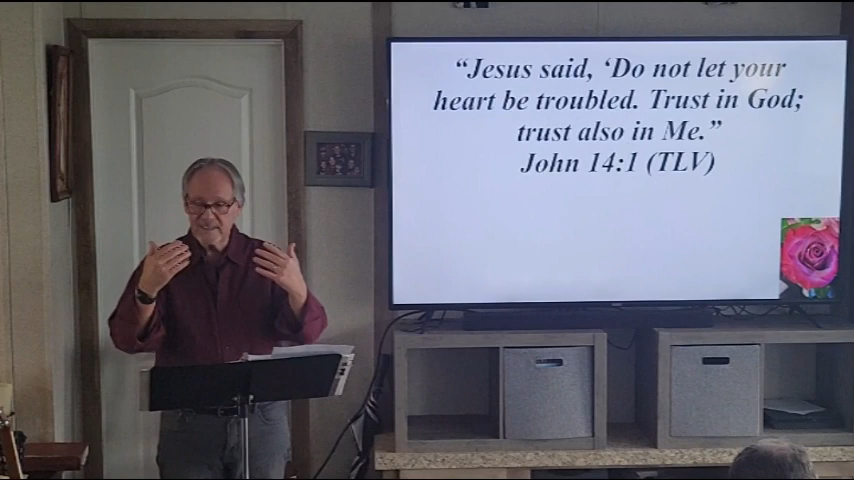 “Jesus said, ‘Do not let your
heart be troubled. Trust in God;
trust also in Me.”
John 14:1 (TLV)